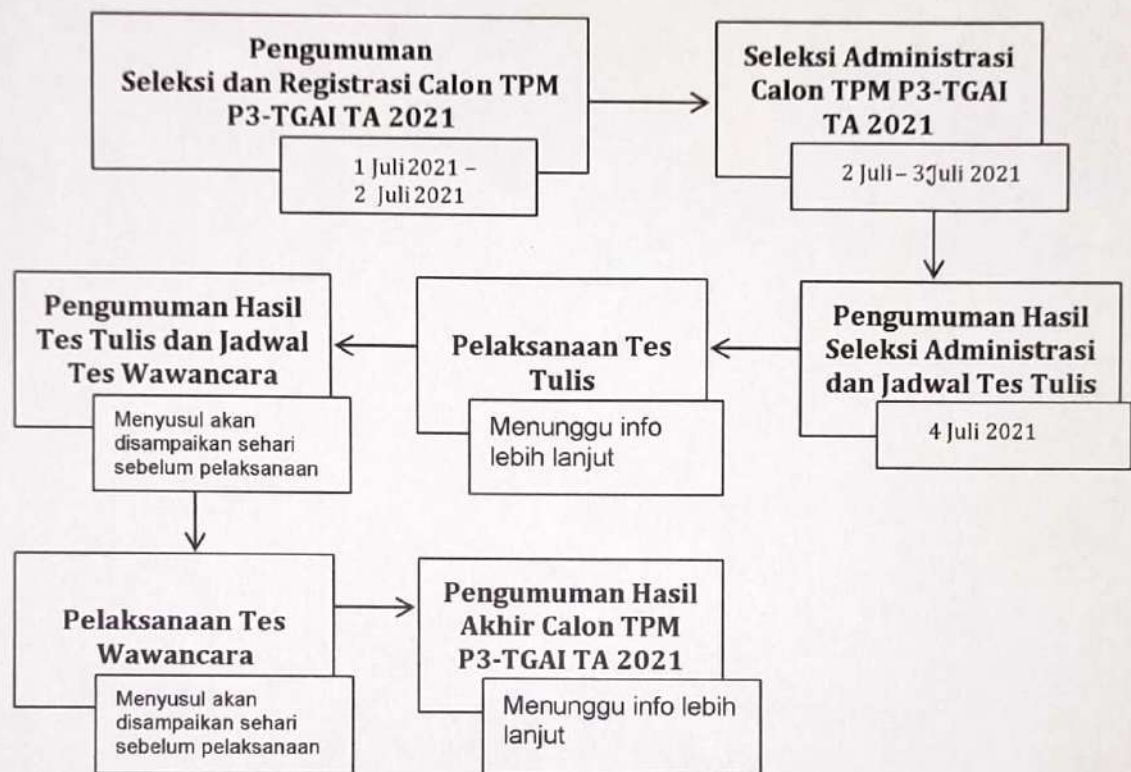 Pengumuman
Seleksi dan Registrasi Calon TPM
P3-TGAI TA 2021
1 Juli 2021 –
2 Juli 2021
Seleksi Administrasi
Calon TPM P3-TGAI
TA 2021
2 Juli – 3 Juli 2021
Pengumuman Hasil
Seleksi Administrasi
dan Jadwal Tes Tulis
4 Juli 2021
Pelaksanaan Tes
Tulis
Menunggu info
lebih lanjut
Pengumuman Hasil
Tes Tulis dan Jadwal
Tes Wawancara
Menyusul akan
disampaikan sehari
sebelum pelaksanaan
Pelaksanaan Tes
Wawancara
Menyusul akan
disampaikan sehari
sebelum pelaksanaan
Pengumuman Hasil
Akhir Calon TPM
P3-TGAI TA 2021
Menunggu info lebih
lanjut